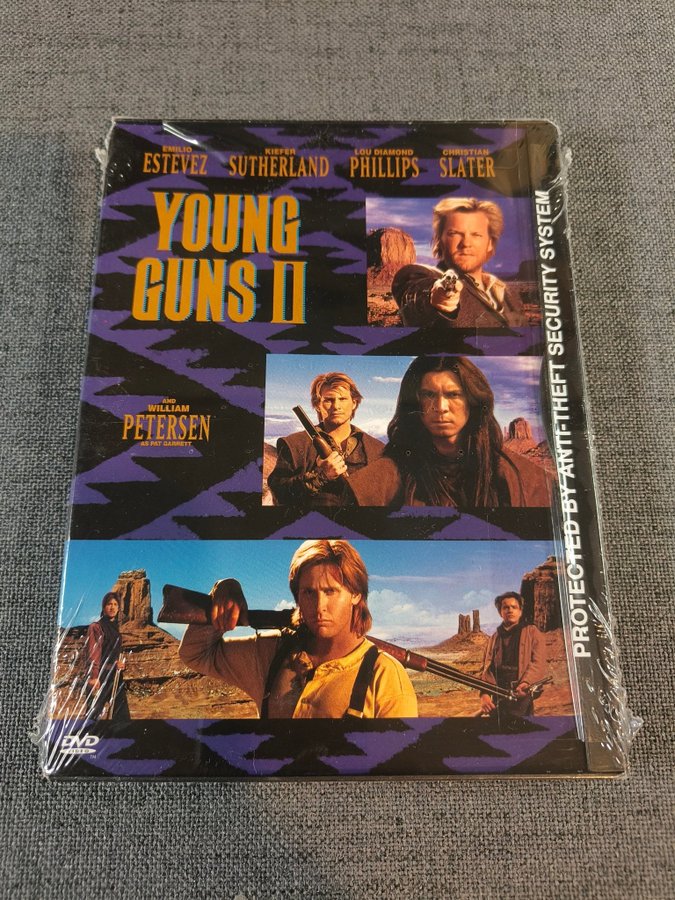 EMILIO
ESTEVEZ
KIEFER
SUTHERLAND
LOU DIAMOND
PHILLIPS
CHRISTIAN
SLATER
YOUNG
GUNS II
AND
WILLIAM
PETERSEN
AS PAT GARRETT
PROTECTED BY ANTI-THEFT SECURITY SYSTEM
DVD
VIDEO
TM